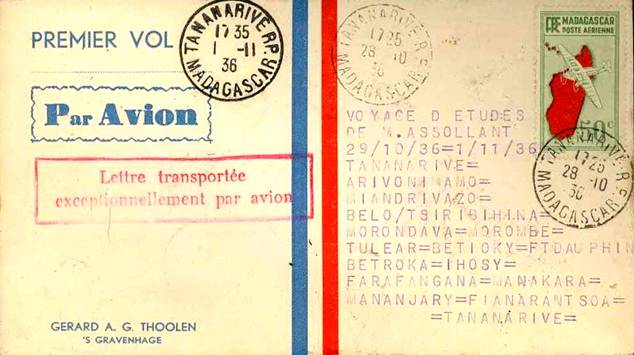 PREMIER VOL
TANANARIVE R.P.
17 35
1 -11
36
MADAGASCAR
TANANARIVE R.P.
17 25
28 -10
36
MADAGASCAR
RF MADAGASCAR
POSTE AÉRIENNE
50c
TANANARIVE R.P.
17 25
28 -10
36
MADAGASCAR
Par Avion
Lettre transportée
exceptionnellement par avion
VOYAGE D ETUDES
DE M.ASSOLLANT
29/10/36=1/11/36
TANANARIVE=
ARIVONIMAMO=
MIANDRIVAZO=
BELO/TSIRIBIHINA=
MORONDAVA=MOROMBE=
TULEAR=BETIOKY=FTDAUPHIN
BETROKA=IHOSY=
FARAFANGANA=MANAKARA=
MANANJARY=FIANARANTSOA=
=TANANARIVE=
GERARD A. G. THOOLEN
'S GRAVENHAGE